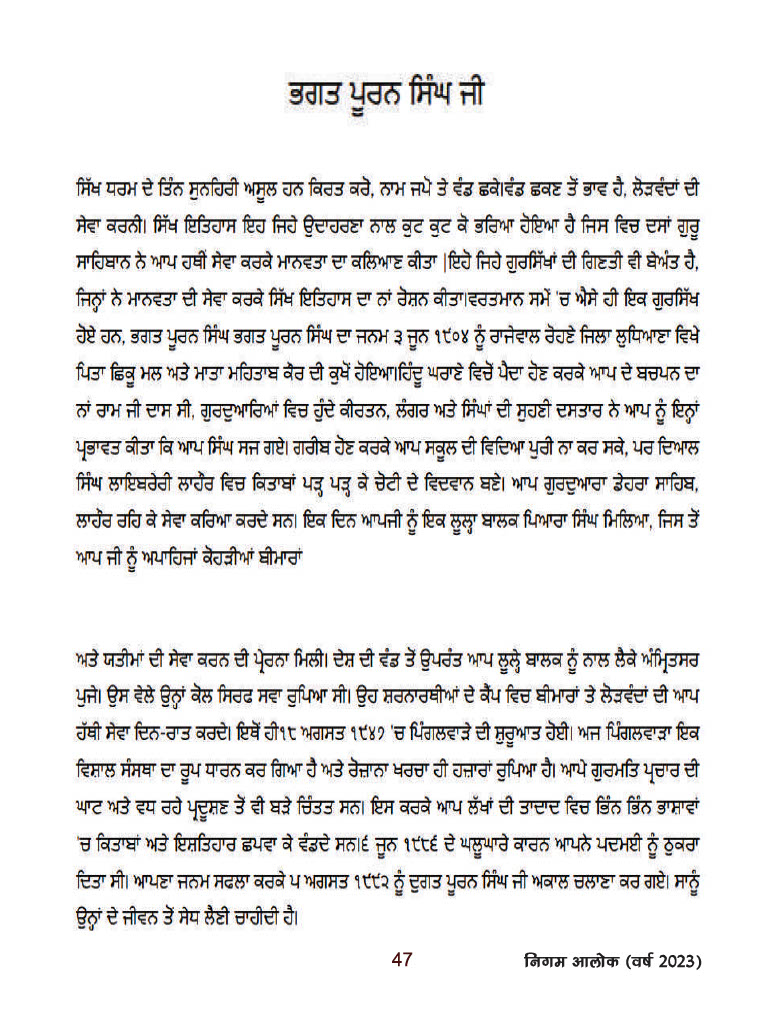 ਭਗਤ ਪੂਰਨ ਸਿੰਘ ਜੀ
ਸਿੱਖ ਧਰਮ ਦੇ ਤਿੰਨ ਸੁਨਹਿਰੀ ਅਸੂਲ ਹਨ ਕਿਰਤ ਕਰੋ, ਨਾਮ ਜਪੋ ਤੇ ਵੰਡ ਛਕੋ।ਵੰਡ ਛਕਣ ਤੋਂ ਭਾਵ ਹੈ, ਲੋੜਵੰਦਾਂ ਦੀ
ਸੇਵਾ ਕਰਨੀ। ਸਿੱਖ ਇਤਿਹਾਸ ਇਹ ਜਿਹੇ ਉਦਾਹਰਣਾ ਨਾਲ ਕੁਟ ਕੁਟ ਕੋ ਭਰਿਆ ਹੋਇਆ ਹੈ ਜਿਸ ਵਿਚ ਦਸਾਂ ਗੁਰੂ
ਸਾਹਿਬਾਨ ਨੇ ਆਪ ਹਥੀਂ ਸੇਵਾ ਕਰਕੇ ਮਾਨਵਤਾ ਦਾ ਕਲਿਆਣ ਕੀਤਾ |ਇਹੋ ਜਿਹੇ ਗੁਰਸਿੱਖਾਂ ਦੀ ਗਿਣਤੀ ਵੀ ਬੇਅੰਤ ਹੈ,
ਜਿਨ੍ਹਾਂ ਨੇ ਮਾਨਵਤਾ ਦੀ ਸੇਵਾ ਕਰਕੇ ਸਿੱਖ ਇਤਿਹਾਸ ਦਾ ਨਾਂ ਰੋਸ਼ਨ ਕੀਤਾ।ਵਰਤਮਾਨ ਸਮੇਂ 'ਚ ਐਸੇ ਹੀ ਇਕ ਗੁਰਸਿੱਖ
ਹੋਏ ਹਨ, ਭਗਤ ਪੂਰਨ ਸਿੰਘ ਭਗਤ ਪੂਰਨ ਸਿੰਘ ਦਾ ਜਨਮ ੩ ਜੂਨ ੧੯੦੪ ਨੂੰ ਰਾਜੇਵਾਲ ਰੋਹਣੇ ਜਿਲਾ ਲੁਧਿਆਣਾ ਵਿਖੇ
ਪਿਤਾ ਛਿਕੂ ਮਲ ਅਤੇ ਮਾਤਾ ਮਹਿਤਾਬ ਕੋਰ ਦੀ ਕੁਖੋਂ ਹੋਇਆ।ਹਿੰਦੂ ਘਰਾਣੇ ਵਿਚੋਂ ਪੈਦਾ ਹੋਣ ਕਰਕੇ ਆਪ ਦੇ ਬਚਪਨ ਦਾ
ਨਾਂ ਰਾਮ ਜੀ ਦਾਸ ਸੀ, ਗੁਰਦੁਆਰਿਆਂ ਵਿਚ ਹੁੰਦੇ ਕੀਰਤਨ, ਲੰਗਰ ਅਤੇ ਸਿੰਘਾਂ ਦੀ ਸੁਹਣੀ ਦਸਤਾਰ ਨੇ ਆਪ ਨੂੰ ਇਨ੍ਹਾਂ
ਪ੍ਰਭਾਵਤ ਕੀਤਾ ਕਿ ਆਪ ਸਿੰਘ ਸਜ ਗਏ। ਗਰੀਬ ਹੋਣ ਕਰਕੇ ਆਪ ਸਕੂਲ ਦੀ ਵਿਦਿਆ ਪੁਰੀ ਨਾ ਕਰ ਸਕੇ, ਪਰ ਦਿਆਲ
ਸਿੰਘ ਲਾਇਬਰੇਰੀ ਲਾਹੌਰ ਵਿਚ ਕਿਤਾਬਾਂ ਪੜ੍ਹ ਪੜ੍ਹ ਕੇ ਚੋਟੀ ਦੇ ਵਿਦਵਾਨ ਬਣੇ। ਆਪ ਗੁਰਦੁਆਰਾ ਡੇਹਰਾ ਸਾਹਿਬ,
ਲਾਹੌਰ ਰਹਿ ਕੇ ਸੇਵਾ ਕਰਿਆ ਕਰਦੇ ਸਨ। ਇਕ ਦਿਨ ਆਪਜੀ ਨੂੰ ਇਕ ਲੂਲ੍ਹਾ ਬਾਲਕ ਪਿਆਰਾ ਸਿੰਘ ਮਿਲਿਆ, ਜਿਸ ਤੋਂ
ਆਪ ਜੀ ਨੂੰ ਅਪਾਹਿਜਾਂ ਕੋਹੜੀਆਂ ਬੀਮਾਰਾਂ
ਅਤੇ ਯਤੀਮਾਂ ਦੀ ਸੇਵਾ ਕਰਨ ਦੀ ਪ੍ਰੇਰਨਾ ਮਿਲੀ। ਦੇਸ਼ ਦੀ ਵੰਡ ਤੋਂ ਉਪਰੰਤ ਆਪ ਲੂਲ੍ਹੇ ਬਾਲਕ ਨੂੰ ਨਾਲ ਲੈਕੇ ਅੰਮ੍ਰਿਤਸਰ
ਪੁਜੇ। ਉਸ ਵੇਲੇ ਉਨ੍ਹਾਂ ਕੋਲ ਸਿਰਫ ਸਵਾ ਰੁਪਿਆ ਸੀ। ਉਹ ਸ਼ਰਨਾਰਥੀਆਂ ਦੇ ਕੈਂਪ ਵਿਚ ਬੀਮਾਰਾਂ ਤੇ ਲੋੜਵੰਦਾਂ ਦੀ ਆਪ
ਹੱਥੀ ਸੇਵਾ ਦਿਨ-ਰਾਤ ਕਰਦੇ। ਇਥੋਂ ਹੀ੧੮ ਅਗਸਤ ੧੯੪੭ 'ਚ ਪਿੰਗਲਵਾੜੇ ਦੀ ਸ਼ੁਰੂਆਤ ਹੋਈ। ਅਜ ਪਿੰਗਲਵਾੜਾ ਇਕ
ਵਿਸ਼ਾਲ ਸੰਸਥਾ ਦਾ ਰੂਪ ਧਾਰਨ ਕਰ ਗਿਆ ਹੈ ਅਤੇ ਰੋਜ਼ਾਨਾ ਖਰਚਾ ਹੀ ਹਜ਼ਾਰਾਂ ਰੁਪਿਆ ਹੈ। ਆਪੇ ਗੁਰਮਤਿ ਪ੍ਰਚਾਰ ਦੀ
ਘਾਟ ਅਤੇ ਵਧ ਰਹੇ ਪ੍ਰਦੂਸ਼ਣ ਤੋਂ ਵੀ ਬੜੇ ਚਿੰਤਤ ਸਨ। ਇਸ ਕਰਕੇ ਆਪ ਲੱਖਾਂ ਦੀ ਤਾਦਾਦ ਵਿਚ ਭਿੰਨ ਭਿੰਨ ਭਾਸ਼ਾਵਾਂ
'ਚ ਕਿਤਾਬਾਂ ਅਤੇ ਇਸ਼ਤਿਹਾਰ ਛਪਵਾ ਕੇ ਵੰਡਦੇ ਸਨ।੬ ਜੂਨ ੧੯੮੬ ਦੇ ਘਲੂਘਾਰੇ ਕਾਰਨ ਆਪਨੇ ਪਦਮਈ ਨੂੰ ਠੁਕਰਾ
ਦਿਤਾ ਸੀ। ਆਪਣਾ ਜਨਮ ਸਫਲਾ ਕਰਕੇ ਪ ਅਗਸਤ ੧੯੯੨ ਨੂੰ ਦੁਗਤ ਪੂਰਨ ਸਿੰਘ ਜੀ ਅਕਾਲ ਚਲਾਣਾ ਕਰ ਗਏ। ਸਾਨੂੰ
ਉਨ੍ਹਾਂ ਦੇ ਜੀਵਨ ਤੋਂ ਸੇਧ ਲੈਣੀ ਚਾਹੀਦੀ ਹੈ।
47 निगम आलोक (वर्ष 2023)